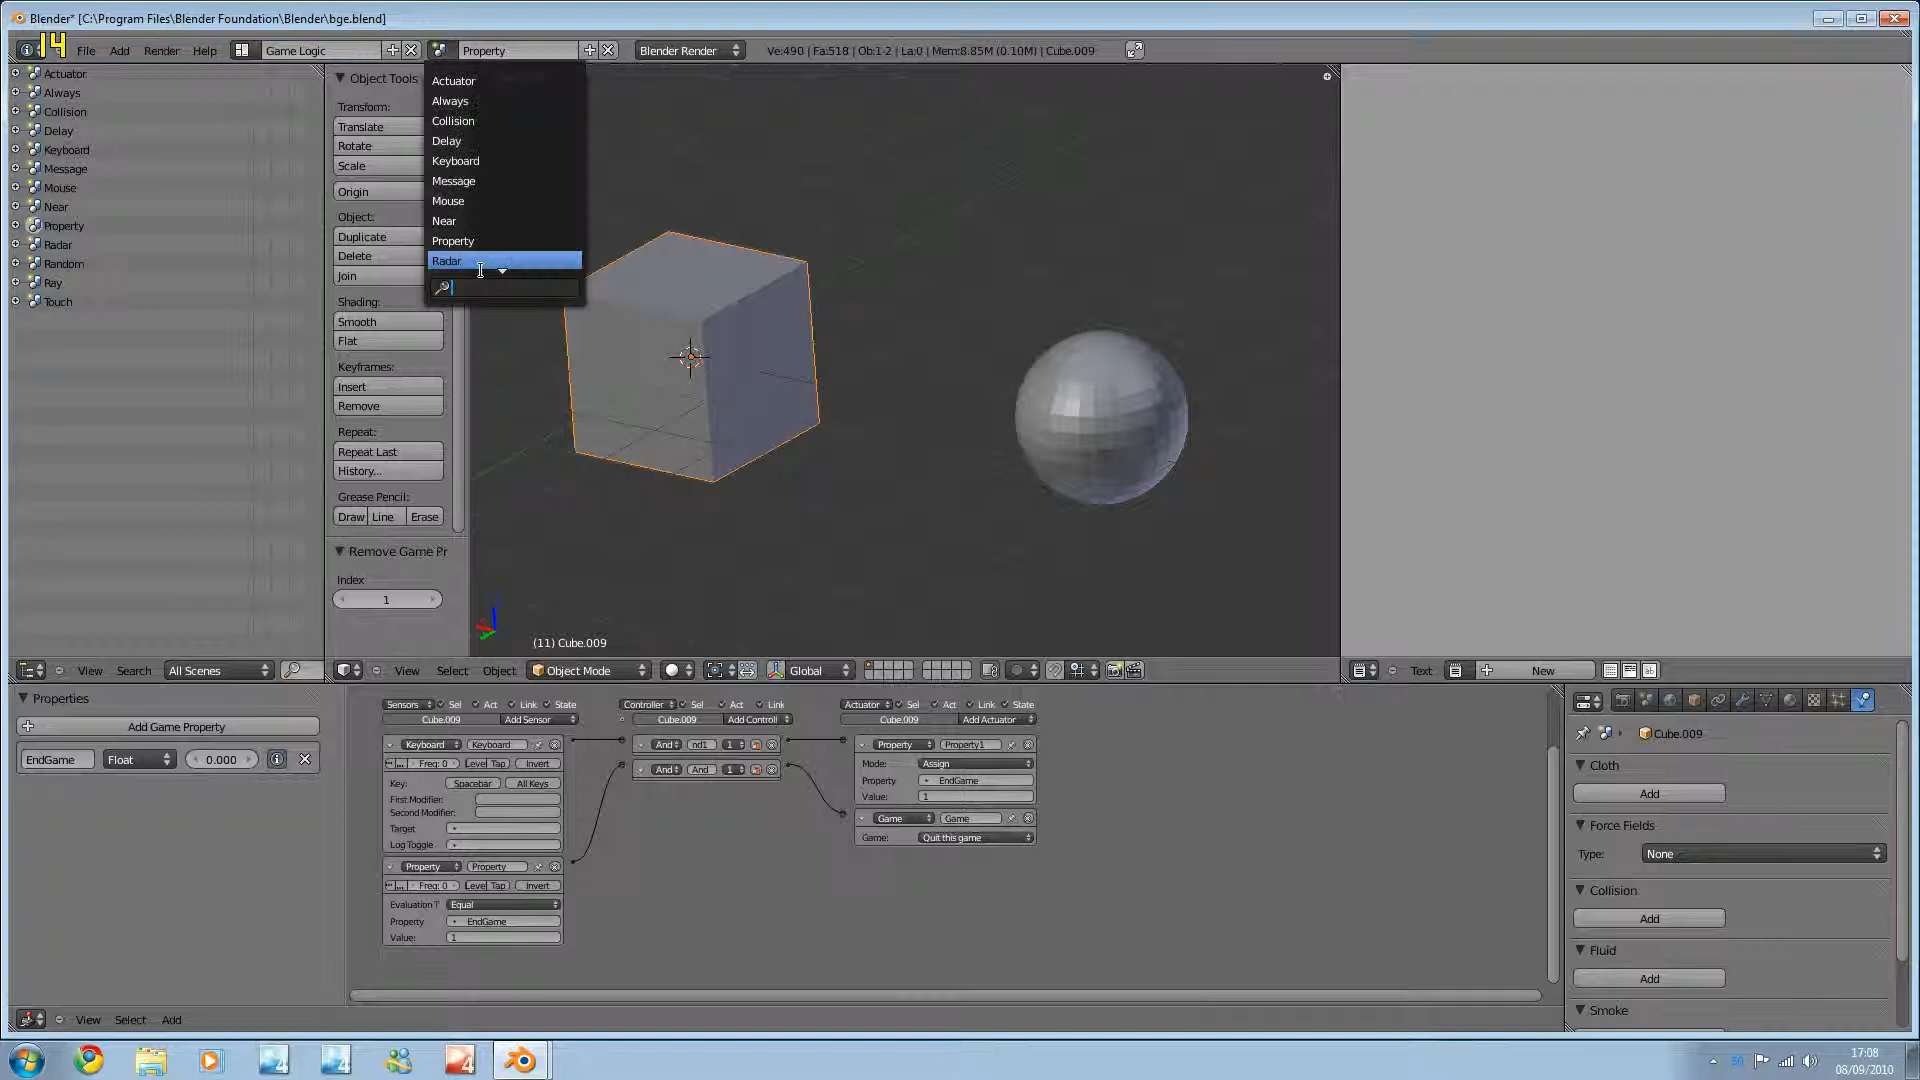 Blender* [C:\Program Files\Blender Foundation\Blender\bge.blend]
14
File Add Render Help Game Logic Property Blender Render Ve:490 | Fa:518 | Ob:1-2 | La:0 | Mem:8.85M (0.10M) | Cube.009
Actuator
Always
Collision
Delay
Keyboard
Message
Mouse
Near
Property
Radar
Random
Ray
Touch
Object Tools
Transform:
Translate
Rotate
Scale
Origin
Object:
Duplicate
Delete
Join
Shading:
Smooth
Flat
Keyframes:
Insert
Remove
Repeat:
Repeat Last
History...
Grease Pencil:
Draw Line Erase
Remove Game Pr
Index
1
Actuator
Always
Collision
Delay
Keyboard
Message
Mouse
Near
Property
Radar
(11) Cube.009
View Search All Scenes
View Select Object Object Mode Global
Text New
Properties
Add Game Property
EndGame Float 0.000
Sensors Sel Act Link State
Cube.009 Add Sensor
Keyboard Keyboard
Freq: 0 Level Tap Invert
Key: Spacebar All Keys
First Modifier:
Second Modifier:
Target
Log Toggle
Property Property
Freq: 0 Level Tap Invert
Evaluation T Equal
Property EndGame
Value: 1
Controller Sel Act Link
Cube.009 Add Controll
And nd1 1
And And 1
Actuator Sel Act Link State
Cube.009 Add Actuator
Property Property1
Mode: Assign
Property EndGame
Value: 1
Game Game
Game: Quit this game
Cube.009
Cloth
Add
Force Fields
Type: None
Collision
Add
Fluid
Add
Smoke
View Select Add
50
17:08
08/09/2010